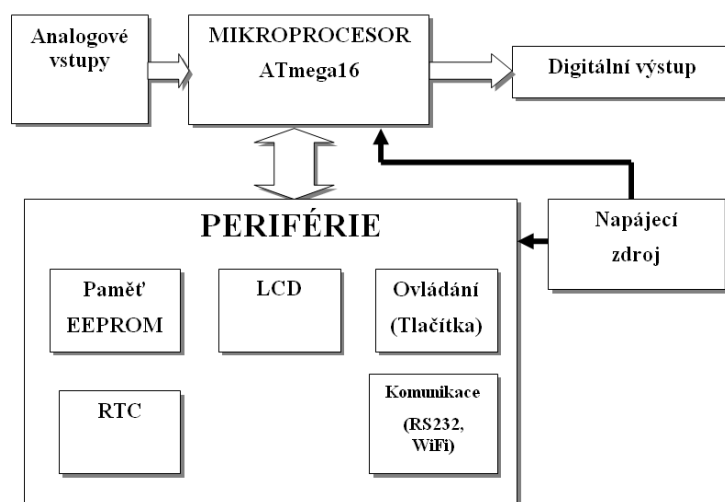 Analogové
vstupy
MIKROPROCESOR
ATmega16
Digitální výstup
PERIFÉRIE
Napájecí
zdroj
Paměť
EEPROM
LCD
Ovládání
(Tlačítka)
RTC
Komunikace
(RS232,
WiFi)